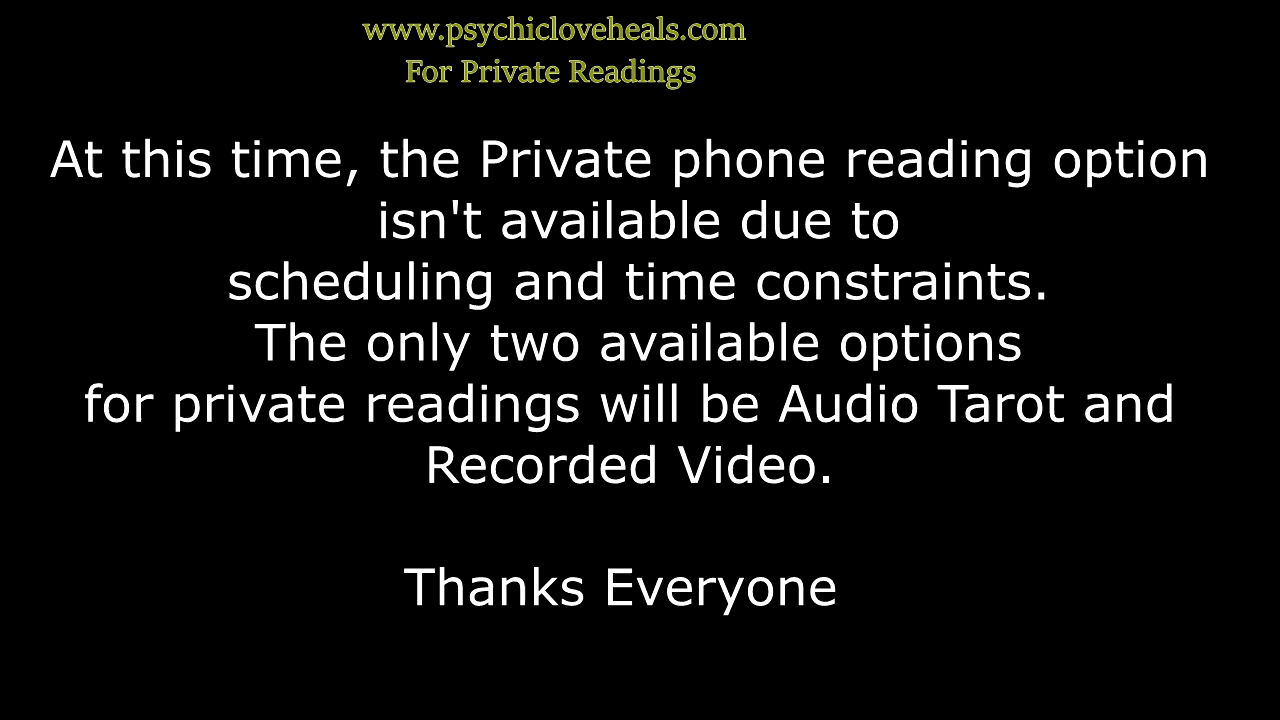 www.psychicloveheals.com
For Private Readings
At this time, the Private phone reading option
isn't available due to
scheduling and time constraints.
The only two available options
for private readings will be Audio Tarot and
Recorded Video.
Thanks Everyone